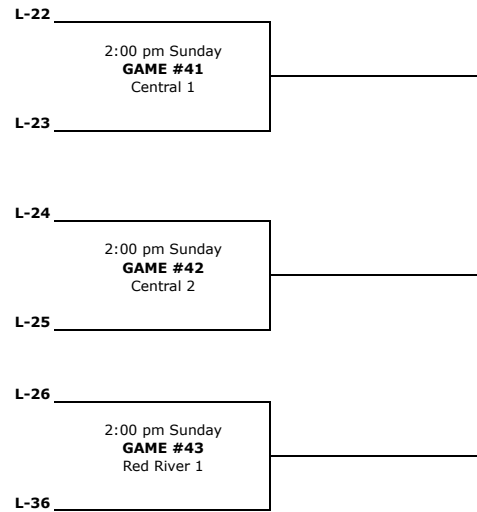 L-22
2:00 pm Sunday
GAME #41
Central 1
L-23
L-24
2:00 pm Sunday
GAME #42
Central 2
L-25
L-26
2:00 pm Sunday
GAME #43
Red River 1
L-36